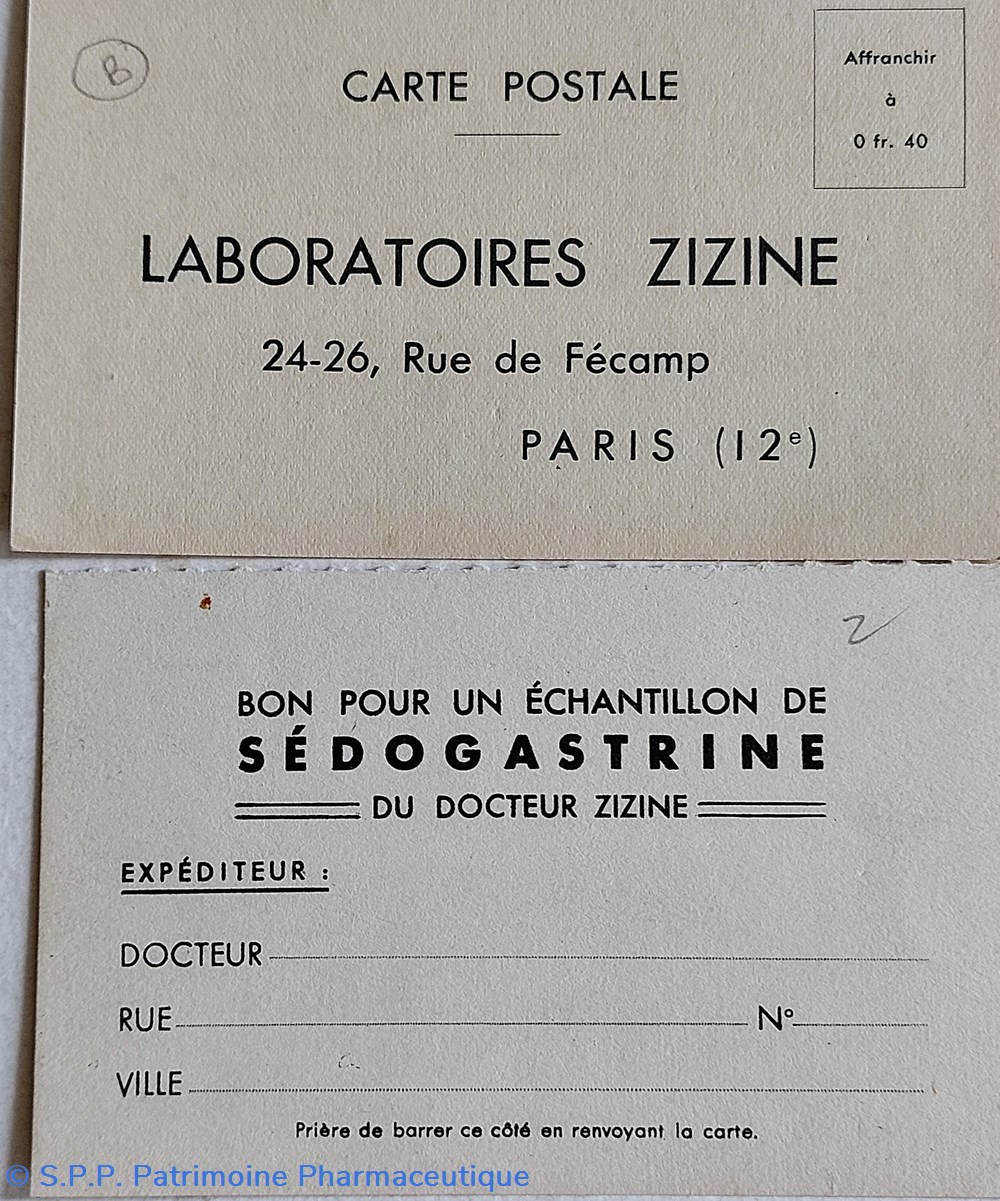 B
CARTE POSTALE
Affranchir
à
0 fr. 40
LABORATOIRES ZIZINE
24-26, Rue de Fécamp
PARIS (12e)
2
BON POUR UN ÉCHANTILLON DE
SÉDOGASTRINE
DU DOCTEUR ZIZINE
EXPÉDITEUR :
DOCTEUR
RUE N°
VILLE
Prière de barrer ce côté en renvoyant la carte.
© S.P.P. Patrimoine Pharmaceutique